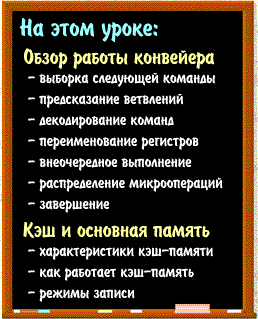 На этом уроке:
Обзор работы конвейера
- выборка следующей команды
- предсказание ветвлений
- декодирование команд
- переименование регистров
- внеочередное выполнение
- распределение микроопераций
- завершение
Кэш и основная память
- характеристики кэш-памяти
- как работает кэш-память
- режимы записи